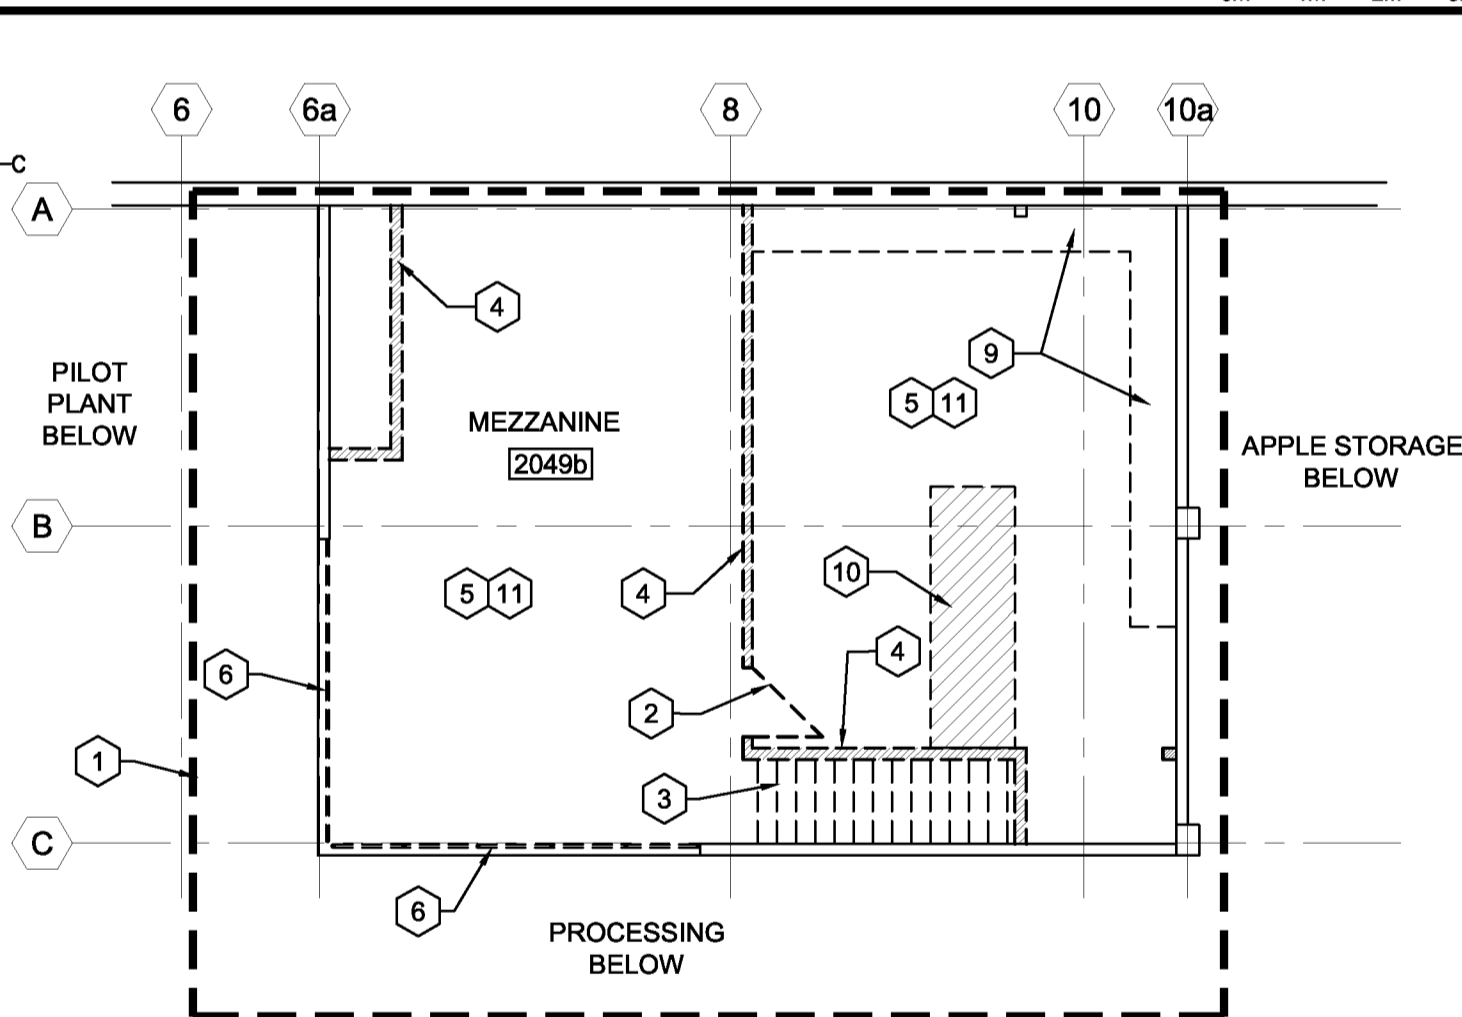 6 6a 8 10 10a
C
A
4
9
PILOT
PLANT
BELOW
5 11
MEZZANINE
2049b
APPLE STORAGE
BELOW
B
10
5 11
4
4
6
2
1
3
C
6
PROCESSING
BELOW